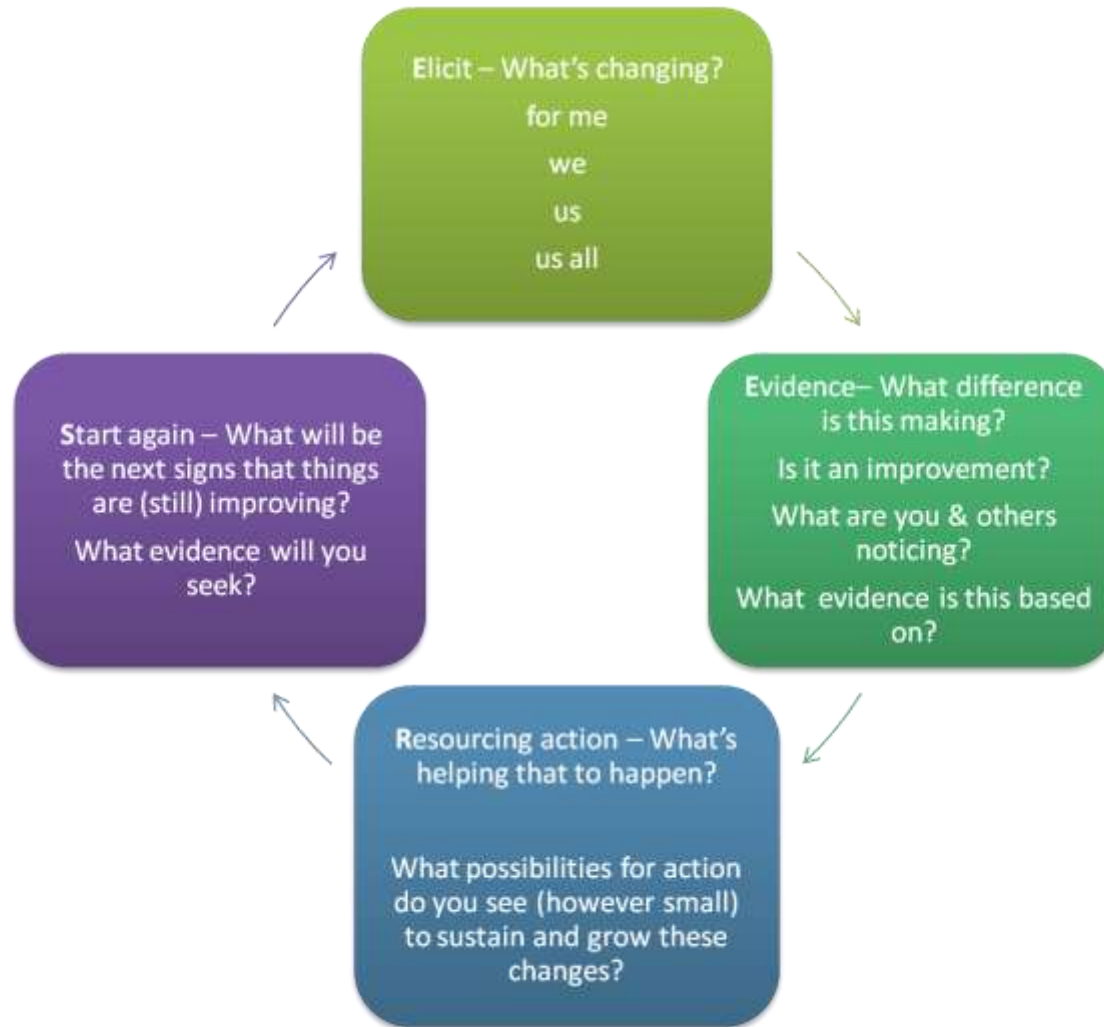 Elicit – What's changing?
for me
we
us
us all
Evidence– What difference
is this making?
Is it an improvement?
What are you & others
noticing?
What evidence is this based
on?
Resourcing action – What's
helping that to happen?
What possibilities for action
do you see (however small)
to sustain and grow these
changes?
Start again – What will be
the next signs that things
are (still) improving?
What evidence will you
seek?